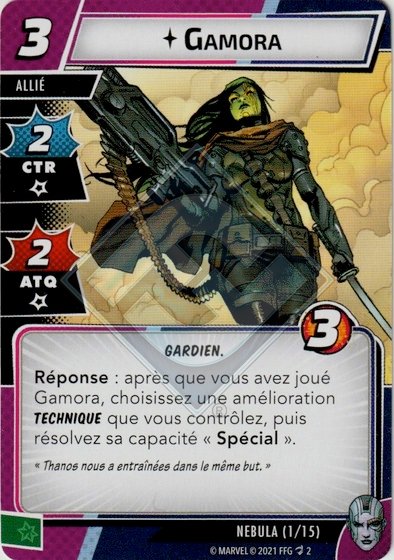 3
GAMORA
ALLIÉ
2
CTR
2
ATQ
3
GARDIEN.
Réponse : après que vous avez joué
Gamora, choisissez une amélioration
TECHNIQUE que vous contrôlez, puis
résolvez sa capacité « Spécial ».
« Thanos nous a entraînées dans le même but. »
NEBULA (1/15)
© MARVEL © 2021 FFG 2